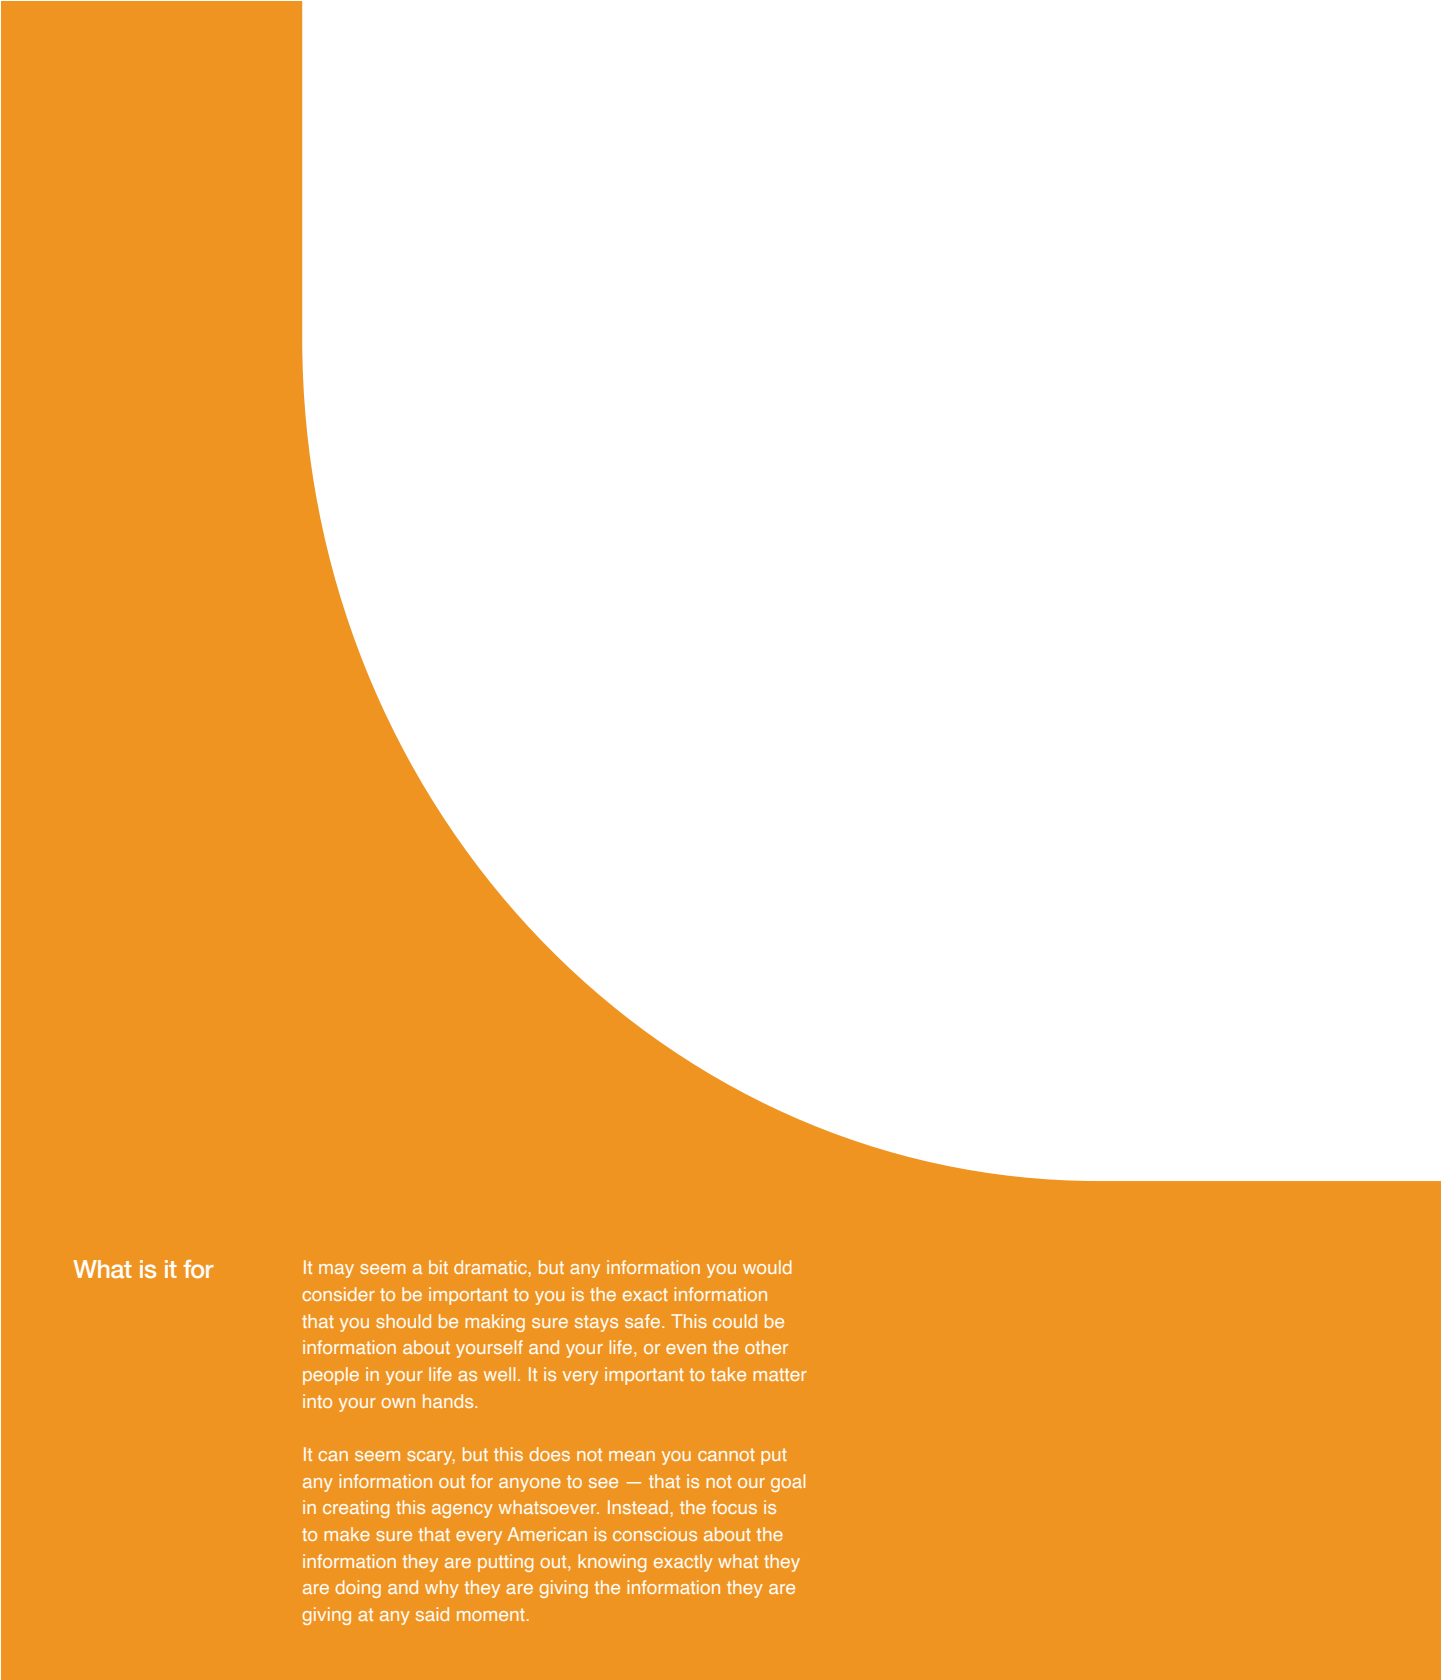 What is it for
It may seem a bit dramatic, but any information you would
consider to be important to you is the exact information
that you should be making sure stays safe. This could be
information about yourself and your life, or even the other
people in your life as well. It is very important to take matter
into your own hands.
It can seem scary, but this does not mean you cannot put
any information out for anyone to see — that is not our goal
in creating this agency whatsoever. Instead, the focus is
to make sure that every American is conscious about the
information they are putting out, knowing exactly what they
are doing and why they are giving the information they are
giving at any said moment.